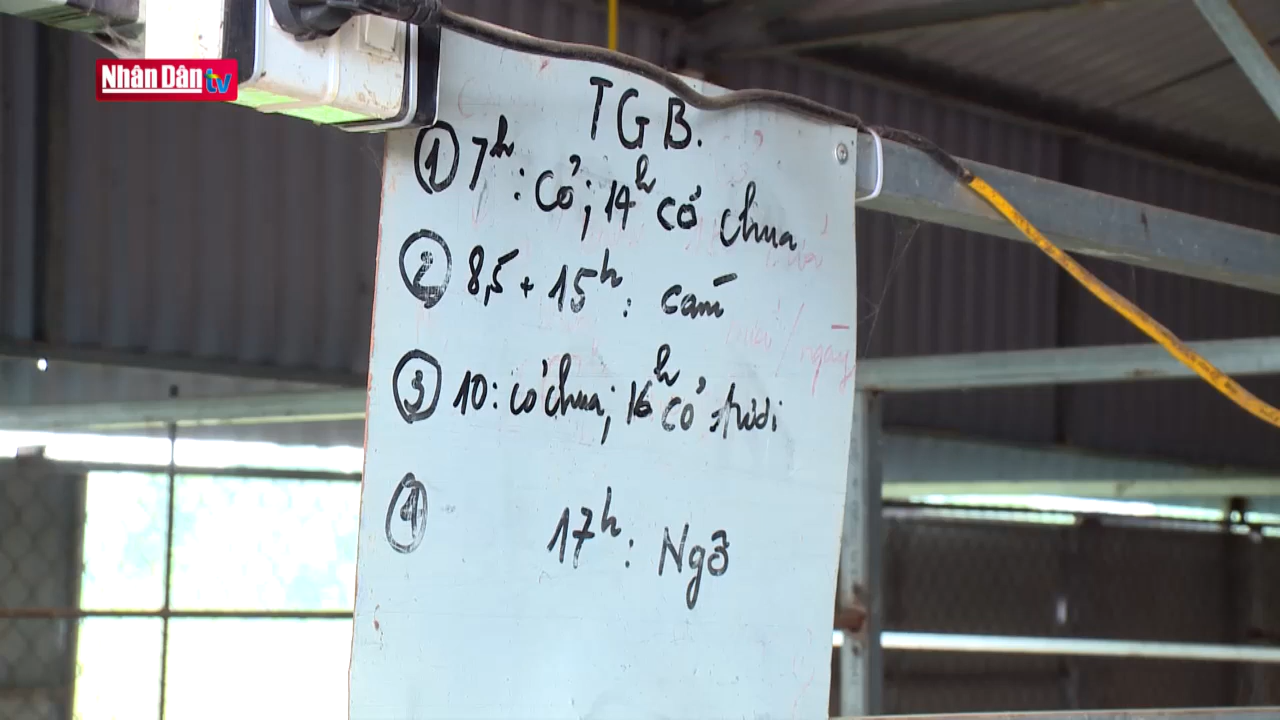 Nhân Dân tv
TGB.
① 7h: Cỏ; 14h cỏ chua
② 8,5 + 15h: cám
③ 10: cỏ chua; 16h cỏ tươi
④ 17h: Ngô
/ngày